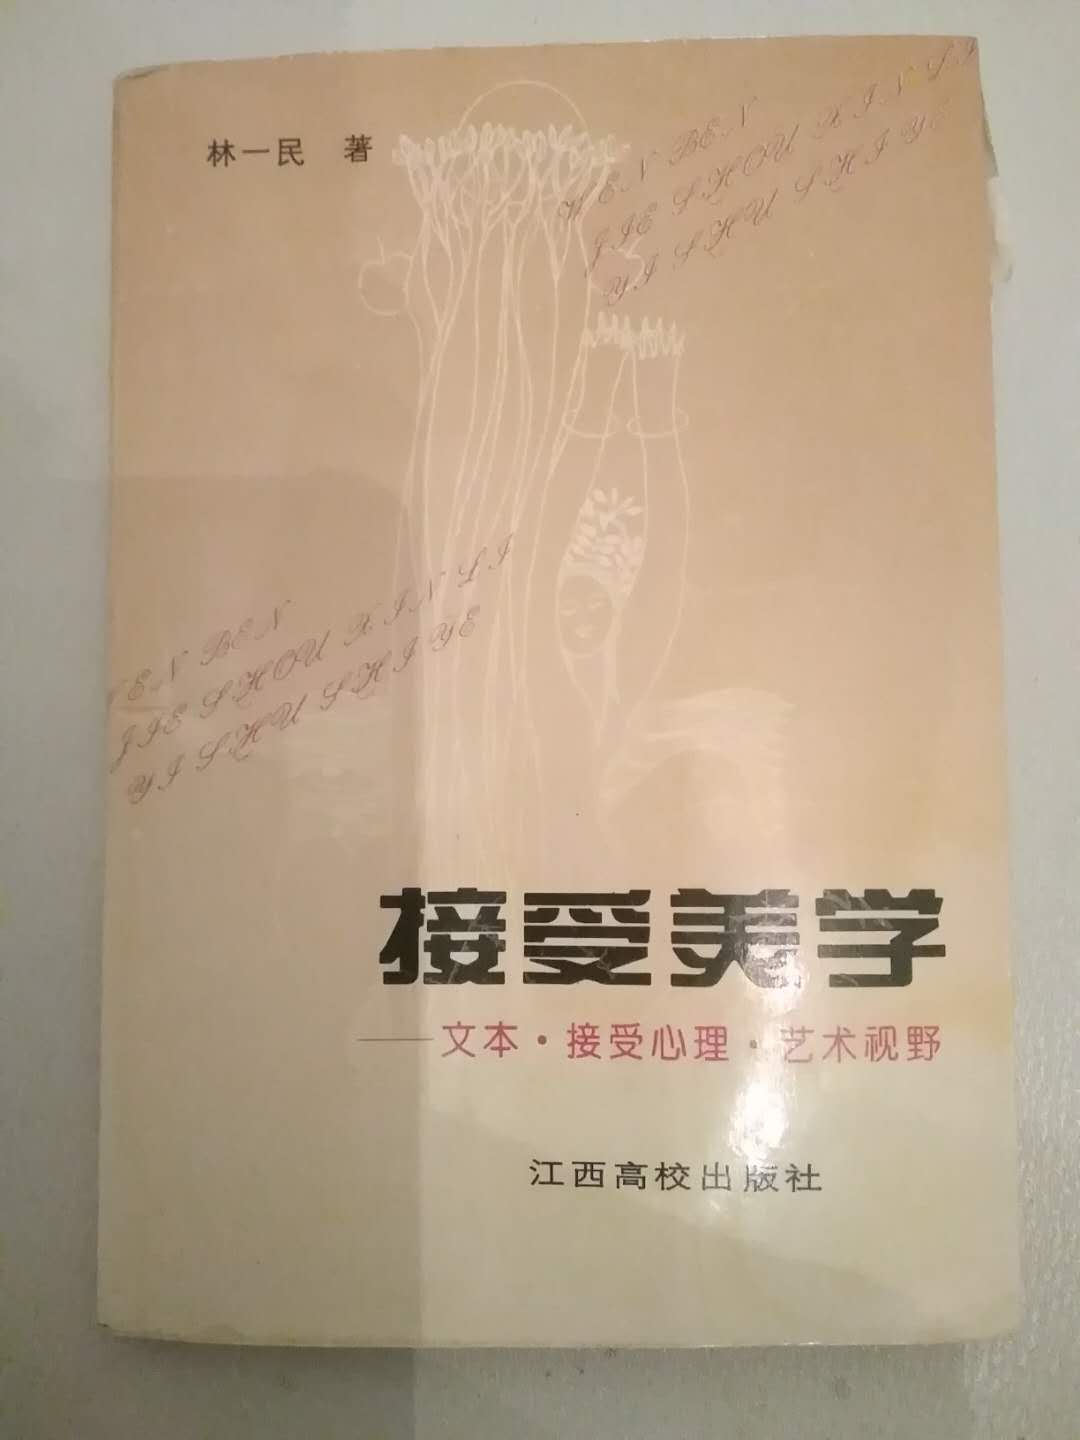 林一民 著
WEN BEN
JIE SHOU XIN LI
YI SHU SHI YE
EN BEN
JIE SHOU XIN LI
YI SHU SHI YE
接受美学
——文本·接受心理·艺术视野
江西高校出版社